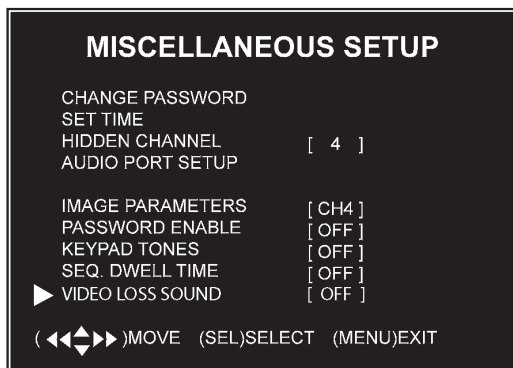 MISCELLANEOUS SETUP
CHANGE PASSWORD
SET TIME
HIDDEN CHANNEL [ 4 ]
AUDIO PORT SETUP
IMAGE PARAMETERS [ CH4 ]
PASSWORD ENABLE [ OFF ]
KEYPAD TONES [ OFF ]
SEQ. DWELL TIME [ OFF ]
VIDEO LOSS SOUND [ OFF ]
( )MOVE (SEL)SELECT (MENU)EXIT